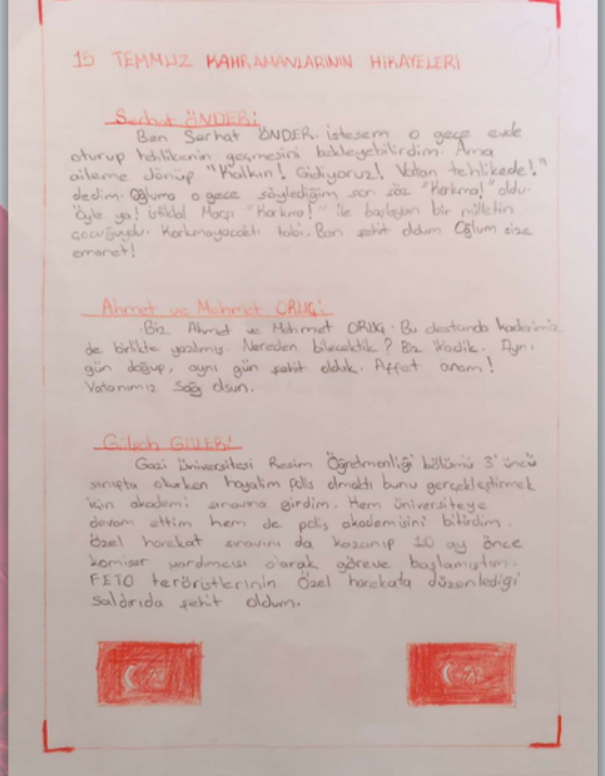 15 TEMMUZ KAHRAMANLARININ HİKAYELERİ
Serhat ÖNDER:
Ben Serhat ÖNDER. istesem o gece evde
oturup tehlikenin geçmesini bekleyebilirdim. Ama
aileme dönüp "Kalkın! Gidiyoruz! Vatan tehlikede!"
dedim. Oğluma o gece söylediğim son söz "Korkma!" oldu.
öyle ya! istiklal Marşı "Korkma!" ile başlayan bir milletin
çocuğuydu. Korkmayacaktı tabi. Ben şehit oldum Oğlum size
emanet!
Ahmet ve Mehmet ORUÇ:
Biz Ahmet ve Mehmet ORUÇ. Bu destanda kaderimiz
de birlikte yazılmış. Nereden bilecektik? Biz ikizdik. Aynı
gün doğup, aynı gün şehit olduk. Affet anam!
Vatanımız Sağ olsun.
Gülşah GÜLER:
Gazi üniversitesi Resim Öğretmenliği bölümü 3'üncü
sınıfta okurken hayalim polis olmaktı bunu gerçekleştirmek
için akademi sınavına girdim. Hem üniversiteye
devam ettim hem de polis akademisini bitirdim.
özel harekat sınavını da kazanıp 10 ay önce
komiser yardımcısı olarak göreve başlamıştım.
FETO teröristlerinin özel harekata düzenlediği
saldırıda şehit oldum.